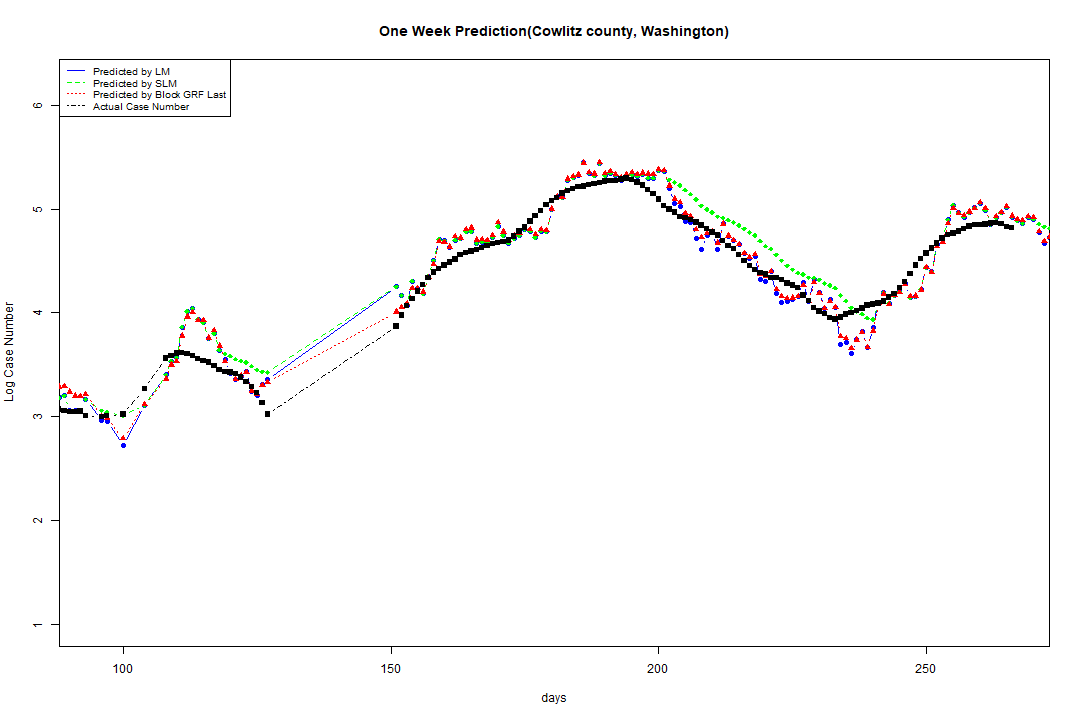 One Week Prediction(Cowlitz county, Washington)
Predicted by LM
Predicted by SLM
Predicted by Block GRF Last
Actual Case Number
6
5
4
3
2
1
Log Case Number
100 150 200 250
days